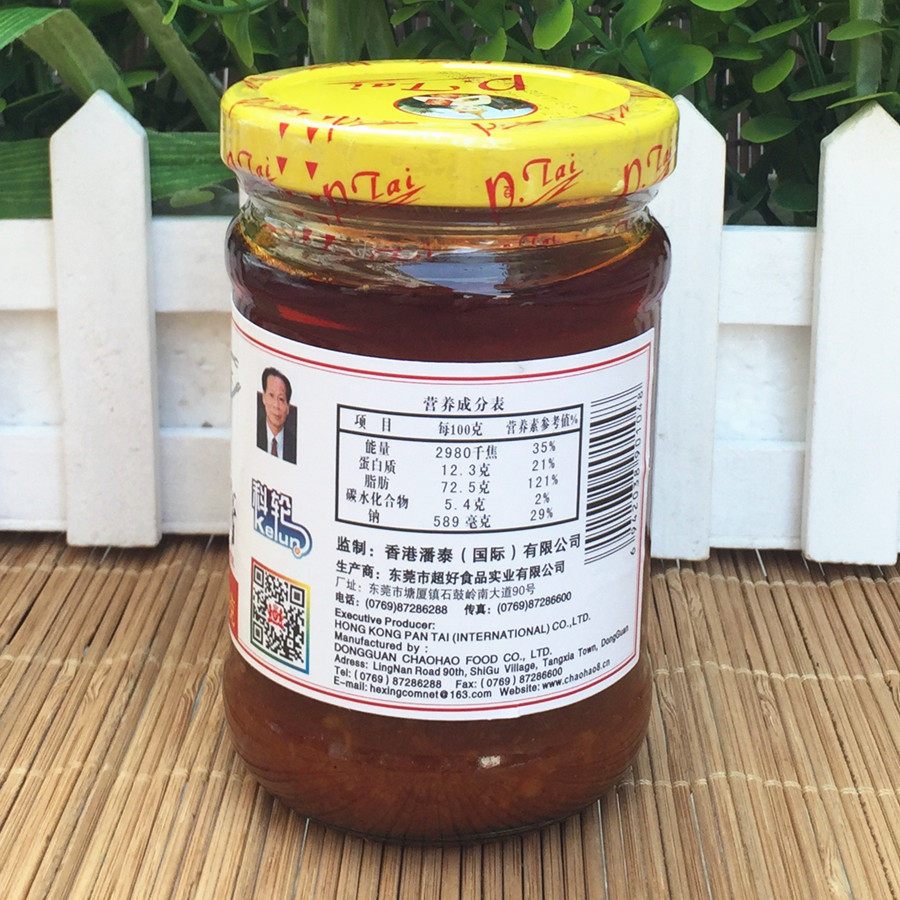 P.Tai
P.Tai
P.Tai
营养成分表
项 目 每100克 营养素参考值%
能量 2980千焦 35%
蛋白质 12.3克 21%
脂肪 72.5克 121%
碳水化合物 5.4克 2%
钠 589 毫克 29%
科轮
Kelun
监制：香港潘泰（国际）有限公司
生产商：东莞市超好食品实业有限公司
厂址：东莞市塘厦镇石鼓岭南大道90号
电话：(0769)87286288 传真：(0769)87286600
Executive Producer:
HONG KONG PAN TAI (INTERNATIONAL) CO.,LTD.
Manufactured by :
DONGGUAN CHAOHAO FOOD CO., LTD.
Adress: LingNan Road 90th, ShiGu Village, Tangxia Town, DongGuan
Tel: (0769) 87286288 Fax: (0769) 87286600
E-mail: hexingcomnet@163.com Website: www.chaohao8.cn
6 942038 907048